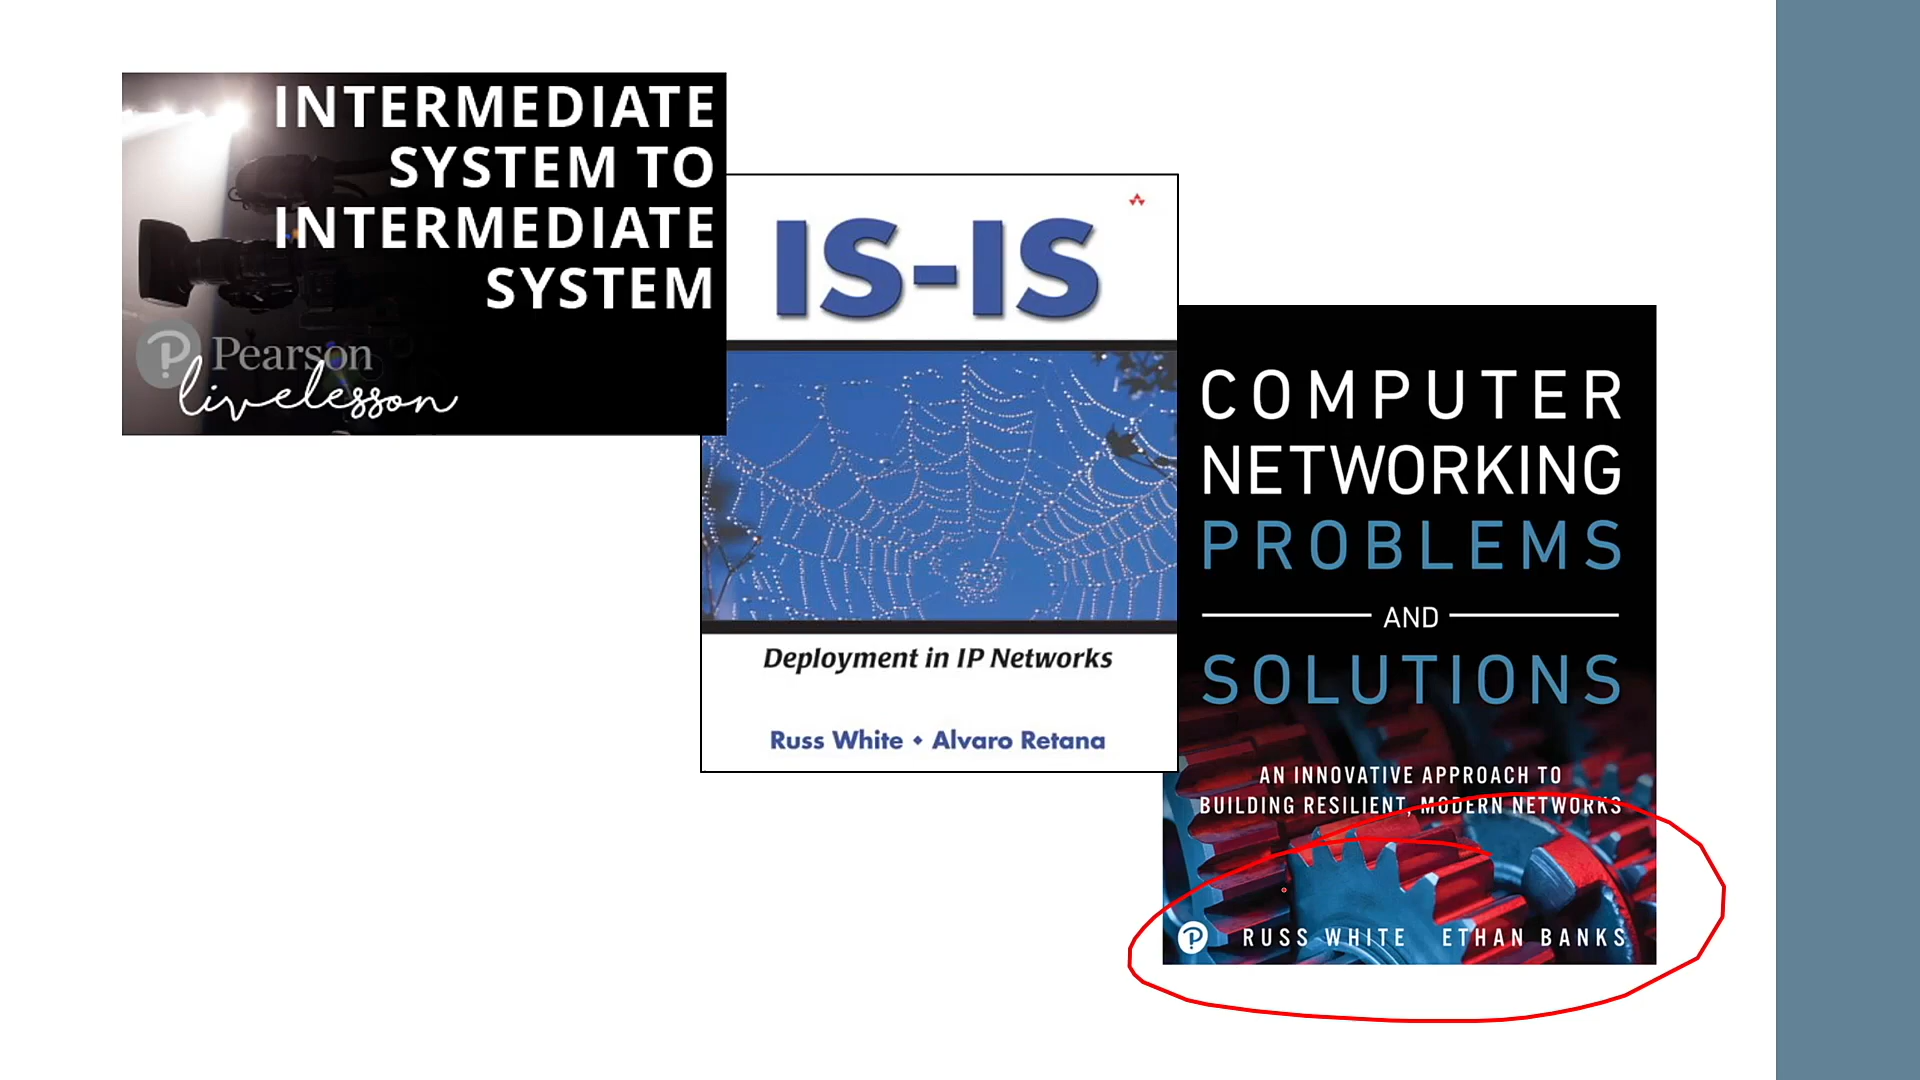 INTERMEDIATE
SYSTEM TO
INTERMEDIATE
SYSTEM
Pearson
livelesson
IS-IS
Deployment in IP Networks
Russ White • Alvaro Retana
COMPUTER
NETWORKING
PROBLEMS
AND
SOLUTIONS
AN INNOVATIVE APPROACH TO
BUILDING RESILIENT, MODERN NETWORKS
RUSS WHITE ETHAN BANKS